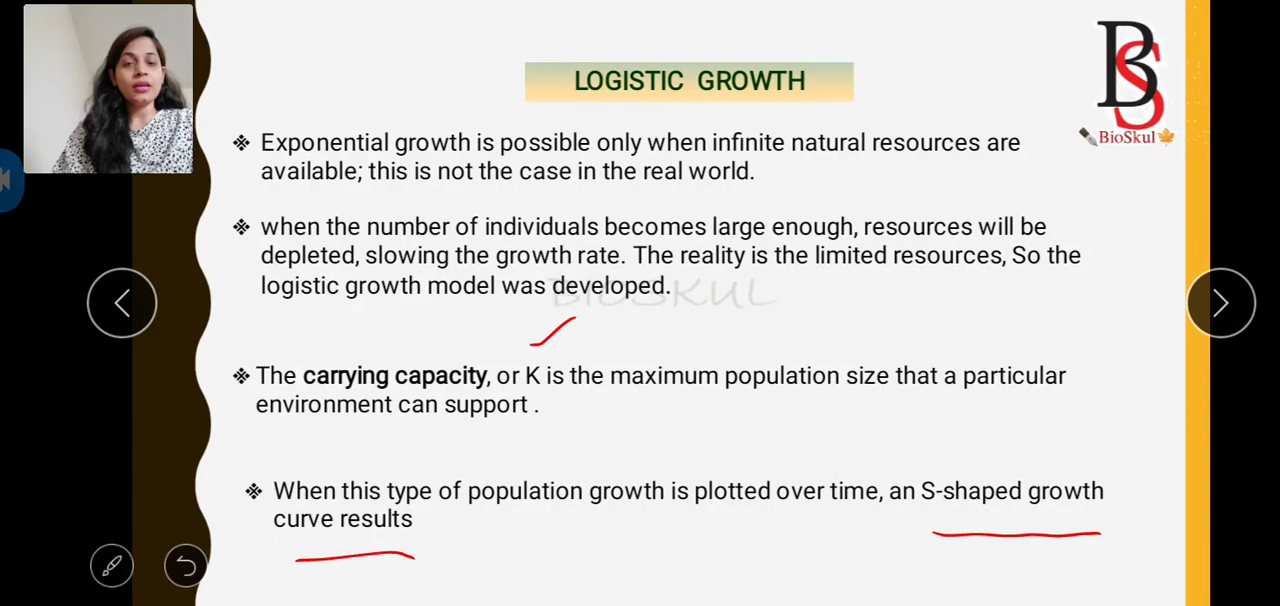 LOGISTIC GROWTH
BS
BioSkul
❖ Exponential growth is possible only when infinite natural resources are
available; this is not the case in the real world.
❖ when the number of individuals becomes large enough, resources will be
depleted, slowing the growth rate. The reality is the limited resources, So the
logistic growth model was developed.
BIOSKUL
❖ The carrying capacity, or K is the maximum population size that a particular
environment can support .
❖ When this type of population growth is plotted over time, an S-shaped growth
curve results